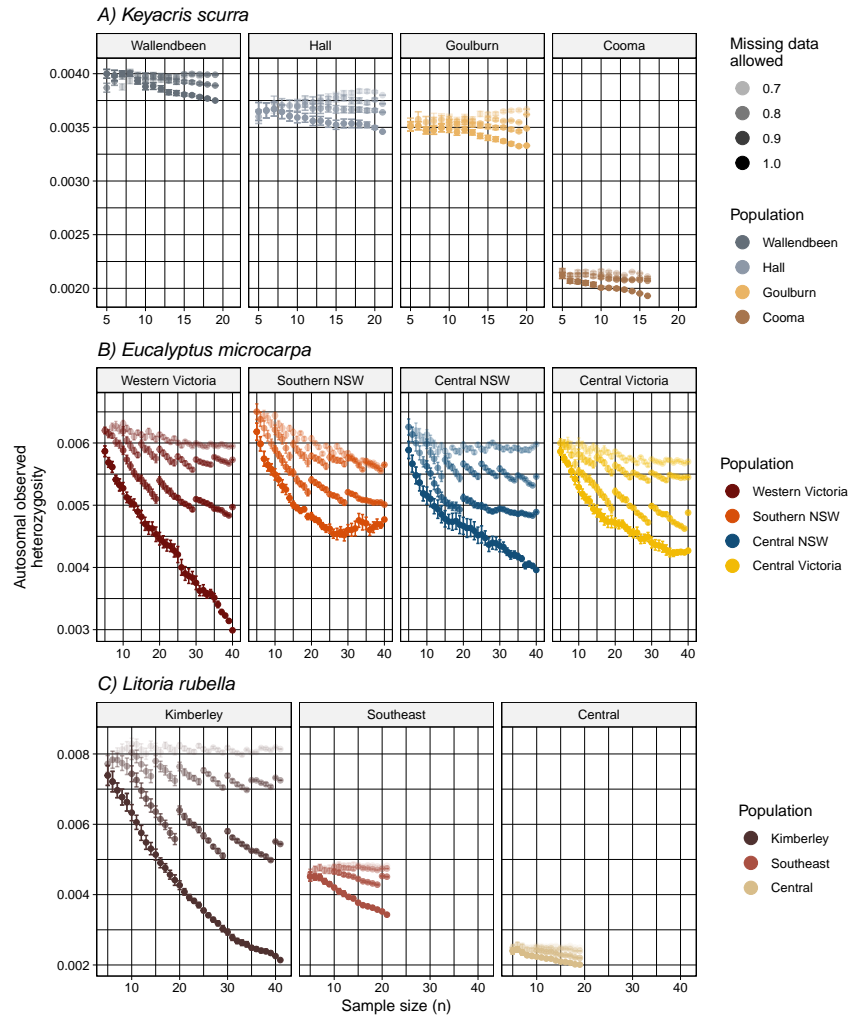 A) Keyacris scurra
Wallendbeen Hall Goulburn Cooma
0.0040
0.0035
0.0030
0.0025
0.0020
5 10 15 20 5 10 15 20 5 10 15 20 5 10 15 20
Missing data
allowed
0.7
0.8
0.9
1.0
Population
Wallendbeen
Hall
Goulburn
Cooma
B) Eucalyptus microcarpa
Western Victoria Southern NSW Central NSW Central Victoria
0.006
0.005
0.004
0.003
10 20 30 40 10 20 30 40 10 20 30 40 10 20 30 40
Autosomal observed
heterozygosity
Population
Western Victoria
Southern NSW
Central NSW
Central Victoria
C) Litoria rubella
Kimberley Southeast Central
0.008
0.006
0.004
0.002
10 20 30 40 10 20 30 40 10 20 30 40
Sample size (n)
Population
Kimberley
Southeast
Central